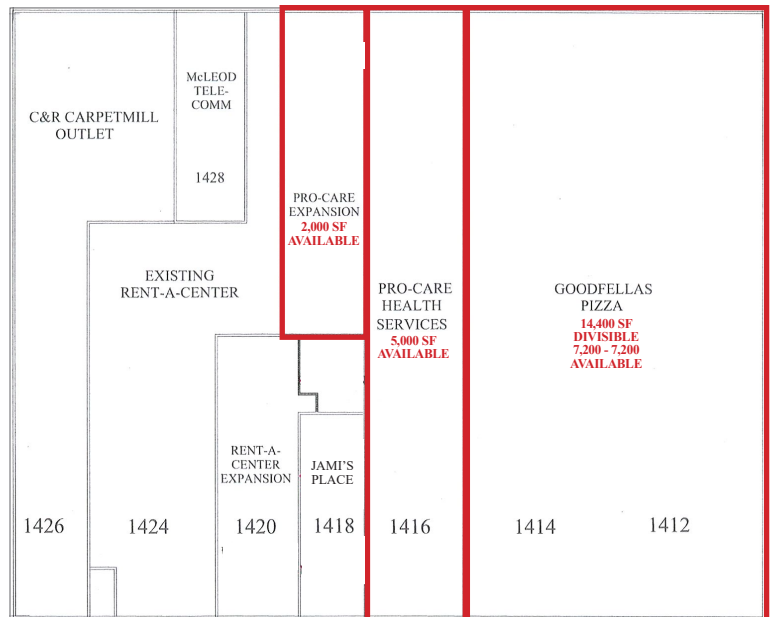 C&R CARPETMILL
OUTLET
McLEOD
TELE-
COMM
1428
PRO-CARE
EXPANSION
2,000 SF
AVAILABLE
EXISTING
RENT-A-CENTER
PRO-CARE
HEALTH
SERVICES
5,000 SF
AVAILABLE
GOODFELLAS
PIZZA
14,400 SF
DIVISIBLE
7,200 - 7,200
AVAILABLE
RENT-A-
CENTER
EXPANSION
JAMI'S
PLACE
1426
1424
1420
1418
1416
1414
1412